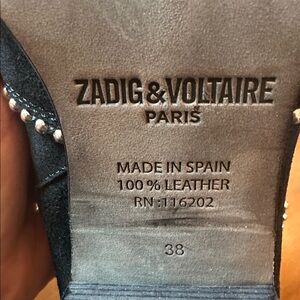 ZADIG&VOLTAIRE
PARIS
MADE IN SPAIN
100 % LEATHER
RN :116202
38